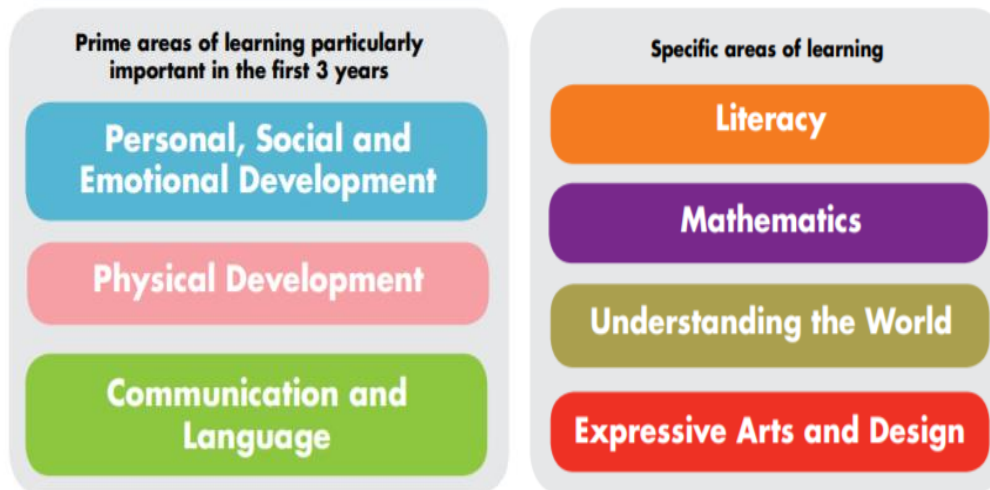 Prime areas of learning particularly
important in the first 3 years
Personal, Social and
Emotional Development
Physical Development
Communication and
Language
Specific areas of learning
Literacy
Mathematics
Understanding the World
Expressive Arts and Design